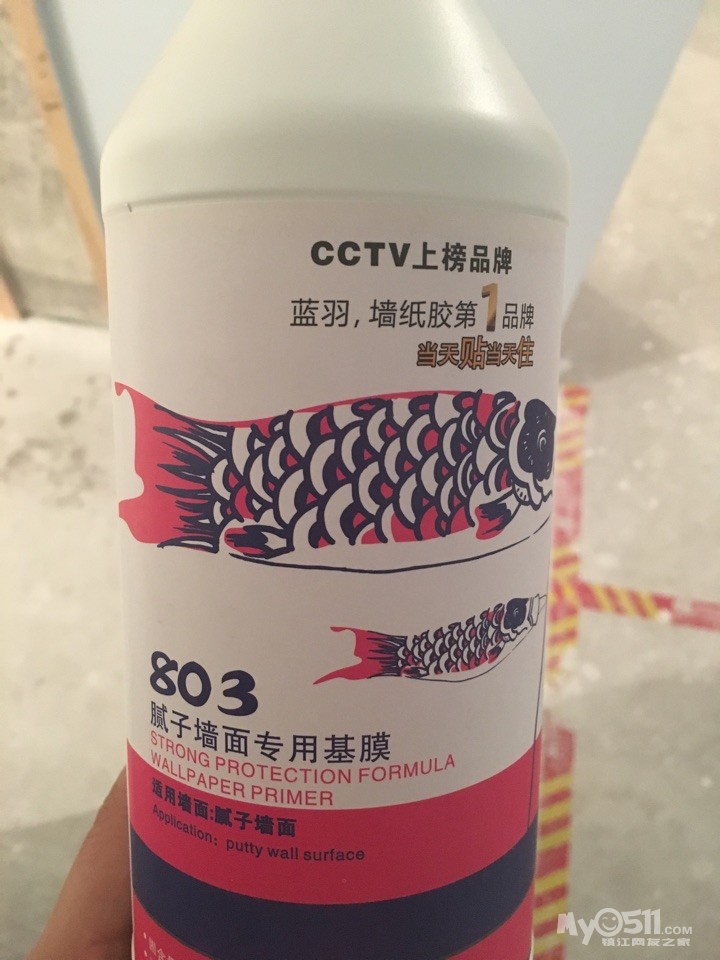 CCTV上榜品牌
蓝羽,墙纸胶第1品牌
当天贴当天住
803
腻子墙面专用基膜
STRONG PROTECTION FORMULA
WALLPAPER PRIMER
适用墙面:腻子墙面
Application: putty wall surface
My0511.com
镇江网友之家